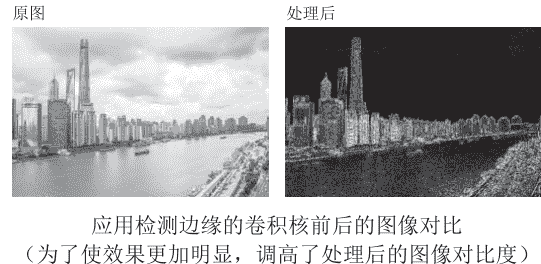 原图
处理后
应用检测边缘的卷积核前后的图像对比
（为了使效果更加明显，调高了处理后的图像对比度）